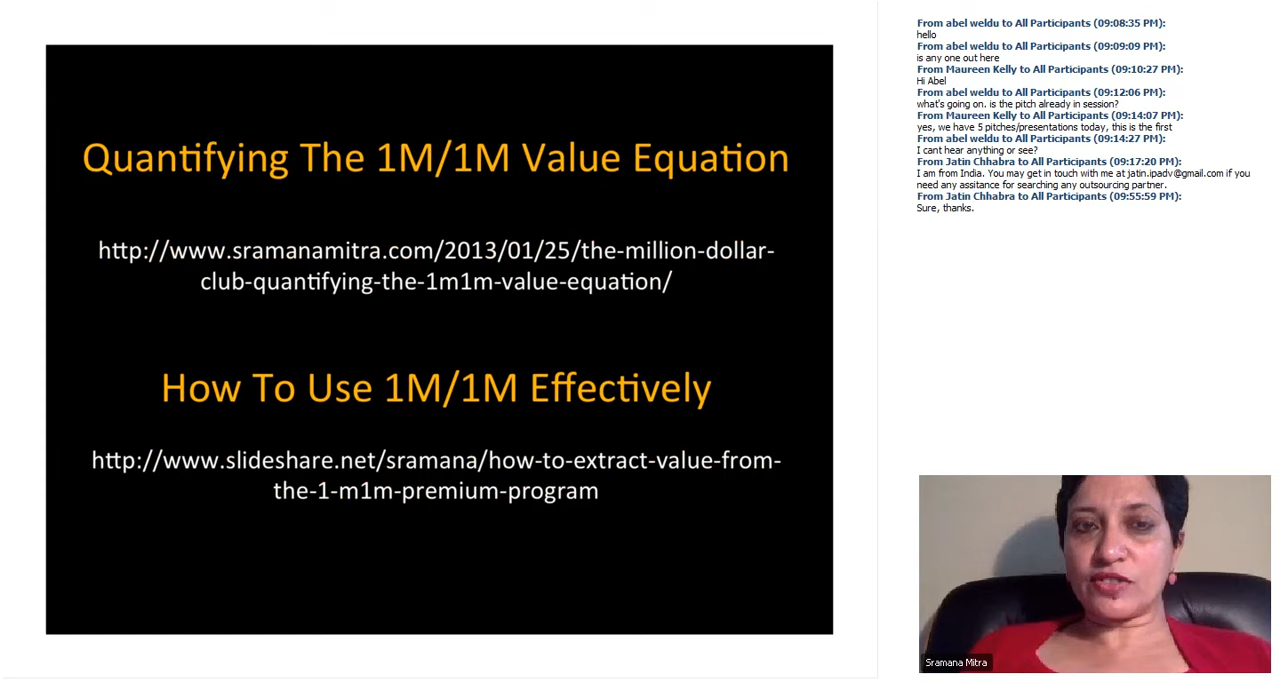 Quantifying The 1M/1M Value Equation
http://www.sramanamitra.com/2013/01/25/the-million-dollar-
club-quantifying-the-1m1m-value-equation/
How To Use 1M/1M Effectively
http://www.slideshare.net/sramana/how-to-extract-value-from-
the-1-m1m-premium-program
From abel weldu to All Participants (09:08:35 PM):
hello
From abel weldu to All Participants (09:09:09 PM):
is any one out here
From Maureen Kelly to All Participants (09:10:27 PM):
Hi Abel
From abel weldu to All Participants (09:12:06 PM):
what's going on. is the pitch already in session?
From Maureen Kelly to All Participants (09:14:07 PM):
yes, we have 5 pitches/presentations today, this is the first
From abel weldu to All Participants (09:14:27 PM):
I cant hear anything or see?
From Jatin Chhabra to All Participants (09:17:20 PM):
I am from India. You may get in touch with me at jatin.ipadv@gmail.com if you
need any assitance for searching any outsourcing partner.
From Jatin Chhabra to All Participants (09:55:59 PM):
Sure, thanks.
Sramana Mitra